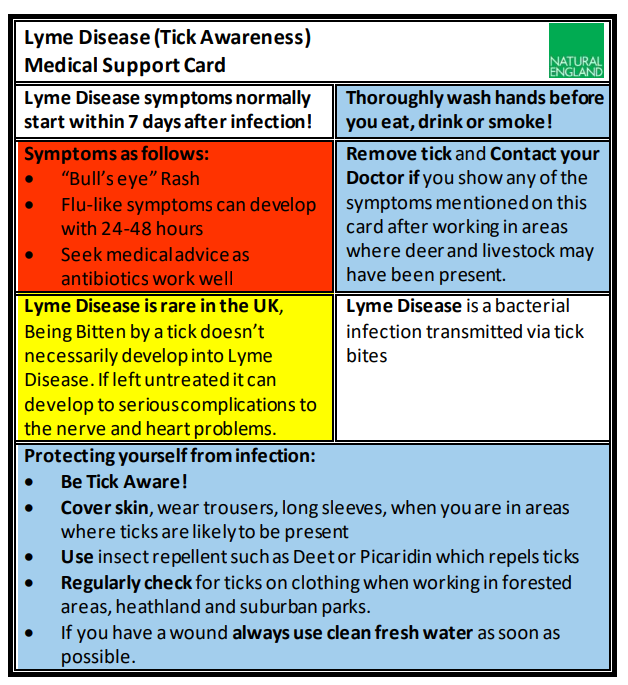 Lyme Disease (Tick Awareness)
Medical Support Card
NATURAL
ENGLAND
Lyme Disease symptoms normally
start within 7 days after infection!
Thoroughly wash hands before
you eat, drink or smoke!
Symptoms as follows:
• “Bull’s eye” Rash
• Flu-like symptoms can develop
with 24-48 hours
• Seek medical advice as
antibiotics work well
Remove tick and Contact your
Doctor if you show any of the
symptoms mentioned on this
card after working in areas
where deer and livestock may
have been present.
Lyme Disease is rare in the UK,
Being Bitten by a tick doesn’t
necessarily develop into Lyme
Disease. If left untreated it can
develop to serious complications to
the nerve and heart problems.
Lyme Disease is a bacterial
infection transmitted via tick
bites
Protecting yourself from infection:
• Be Tick Aware!
• Cover skin, wear trousers, long sleeves, when you are in areas
where ticks are likely to be present
• Use insect repellent such as Deet or Picaridin which repels ticks
• Regularly check for ticks on clothing when working in forested
areas, heathland and suburban parks.
• If you have a wound always use clean fresh water as soon as
possible.